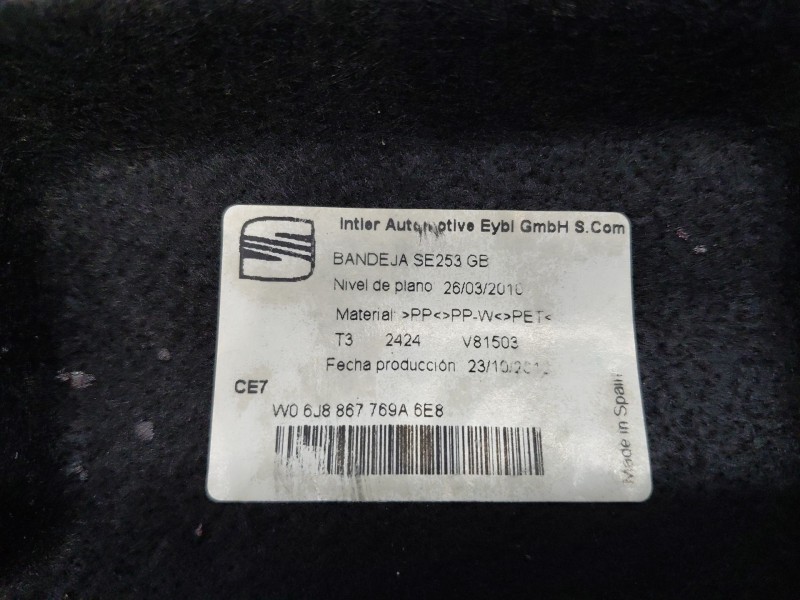 Intier Automotive Eybl GmbH S.Com
BANDEJA SE253 GB
Nivel de plano 26/03/2010
Material >PP<>PP-W<>PET<
T3 2424 V81503
Fecha producción
CE7
W0 6J8 867 769A 6E8
Made in Spain